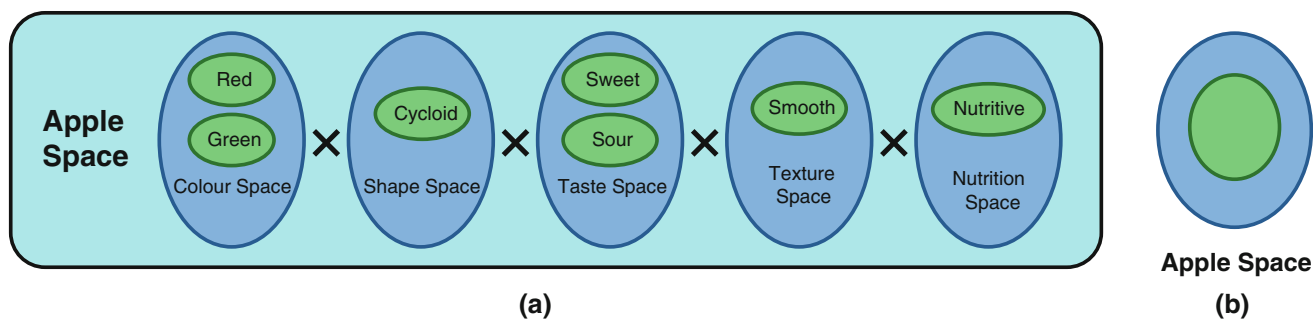 Apple
Space
Red
Green
Colour Space
×
Cycloid
Shape Space
×
Sweet
Sour
Taste Space
×
Smooth
Texture
Space
×
Nutritive
Nutrition
Space
(a)
Apple Space
(b)